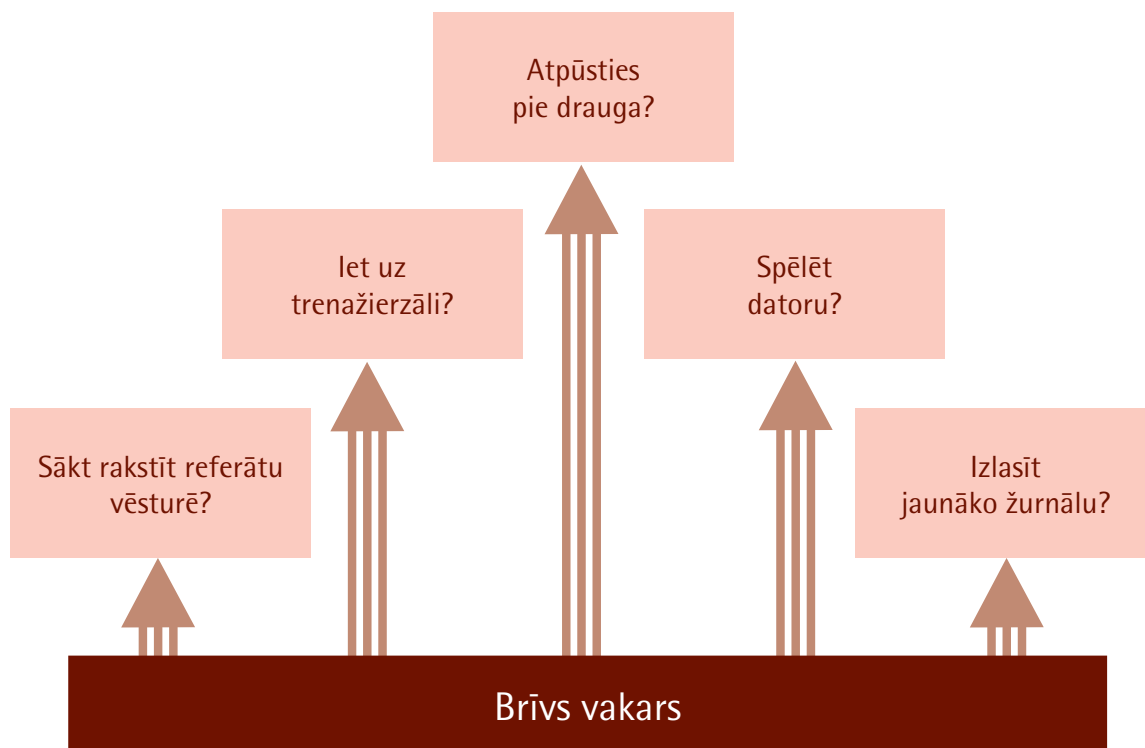 Atpūsties
pie drauga?
Iet uz
trenažierzāli?
Spēlēt
datoru?
Sākt rakstīt referātu
vēsturē?
Izlasīt
jaunāko žurnālu?
Brīvs vakars